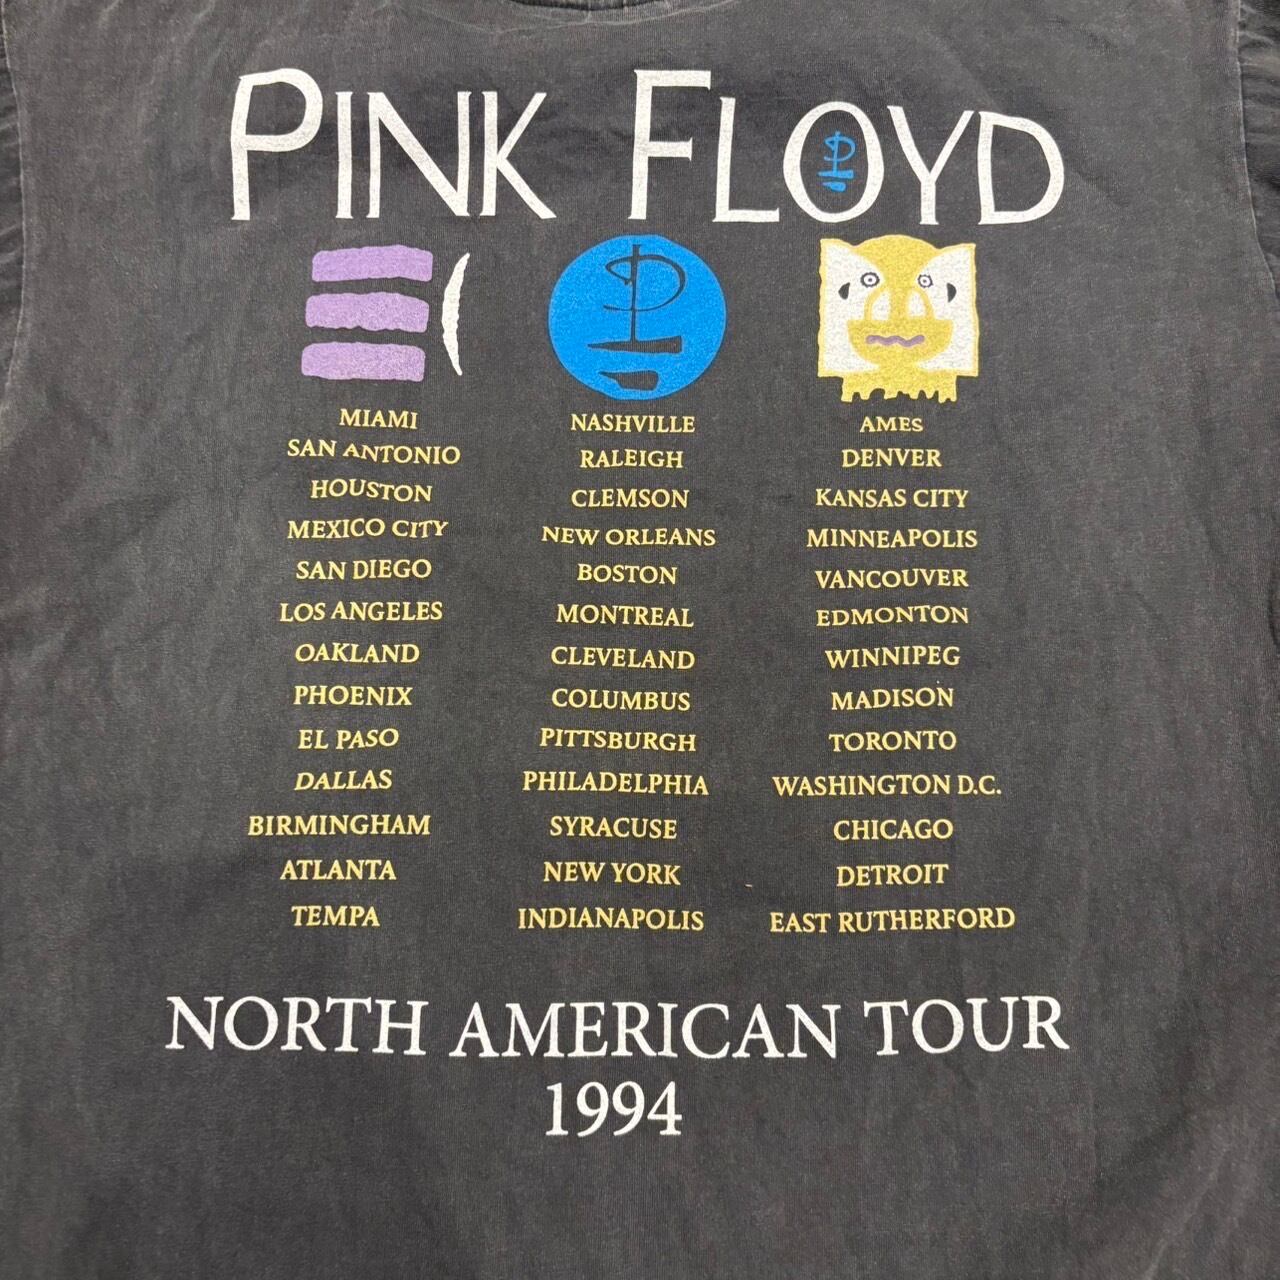 PINK FLOYD
MIAMI
SAN ANTONIO
HOUSTON
MEXICO CITY
SAN DIEGO
LOS ANGELES
OAKLAND
PHOENIX
EL PASO
DALLAS
BIRMINGHAM
ATLANTA
TEMPA
NASHVILLE
RALEIGH
CLEMSON
NEW ORLEANS
BOSTON
MONTREAL
CLEVELAND
COLUMBUS
PITTSBURGH
PHILADELPHIA
SYRACUSE
NEW YORK
INDIANAPOLIS
AMES
DENVER
KANSAS CITY
MINNEAPOLIS
VANCOUVER
EDMONTON
WINNIPEG
MADISON
TORONTO
WASHINGTON D.C.
CHICAGO
DETROIT
EAST RUTHERFORD
NORTH AMERICAN TOUR
1994